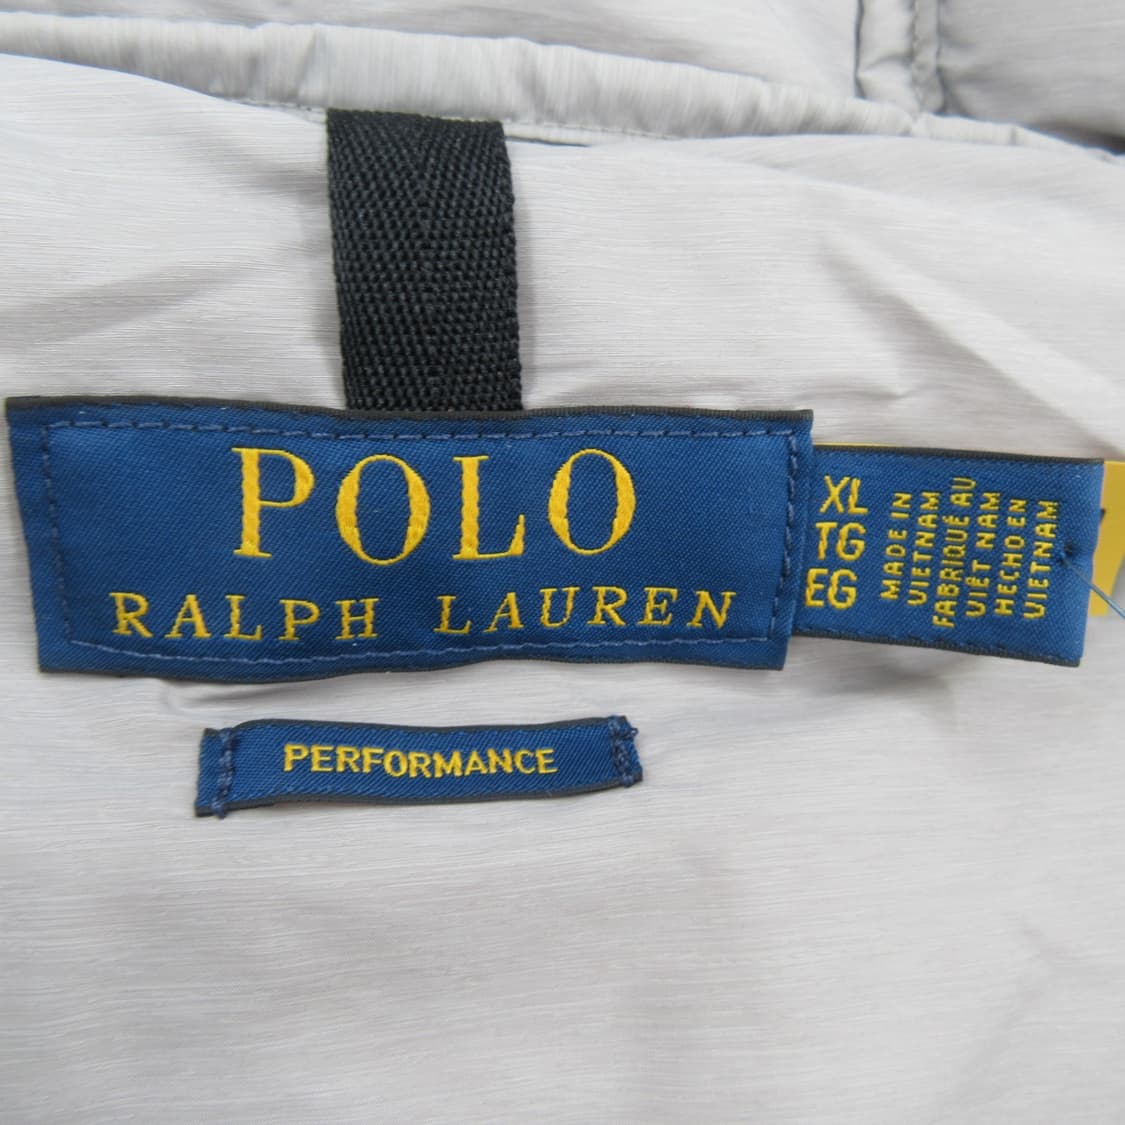 POLO
RALPH LAUREN
XL
TG
EG
MADE IN
VIETNAM
FABRIQUÉ AU
VIÊT NAM
HECHO EN
VIETNAM
PERFORMANCE